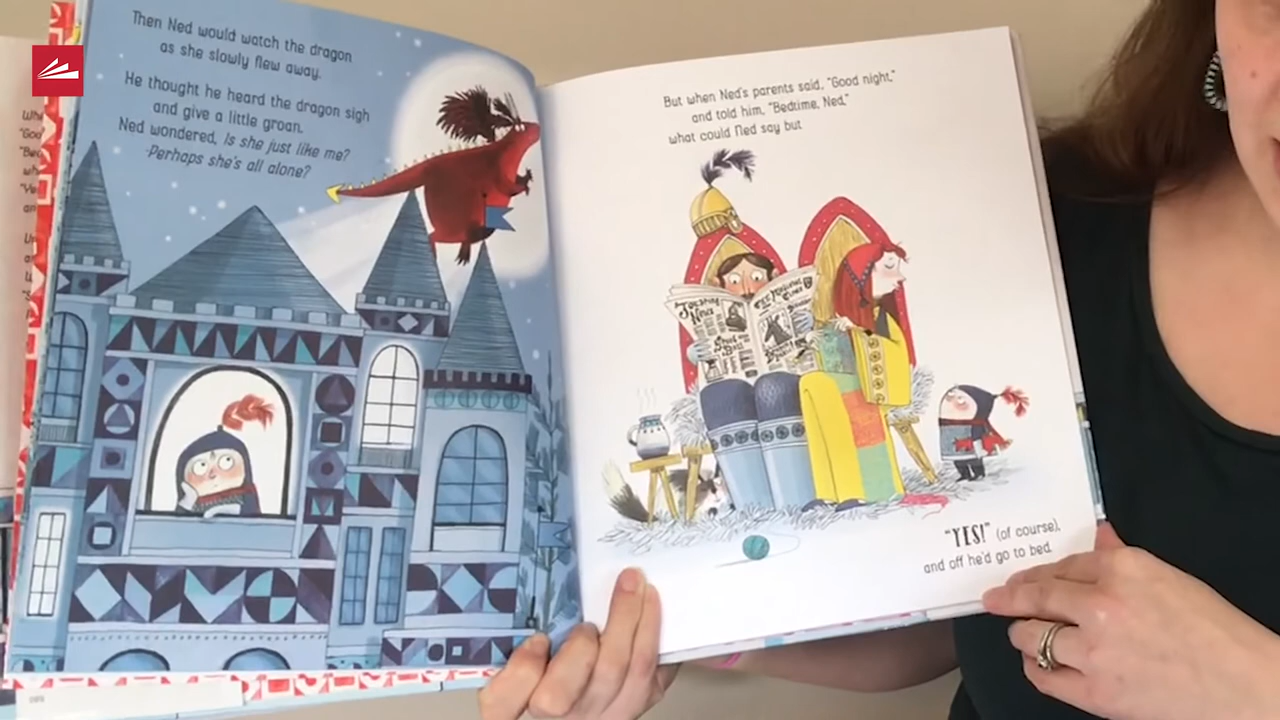 Then Ned would watch the dragon
as she slowly flew away.
He thought he heard the dragon sigh
and give a little groan.
Ned wondered, Is she just like me?
Perhaps she's all alone?
But when Ned's parents said, "Good night,"
and told him, "Bedtime, Ned,"
what could Ned say but
"YES!" (of course),
and off he'd go to bed.